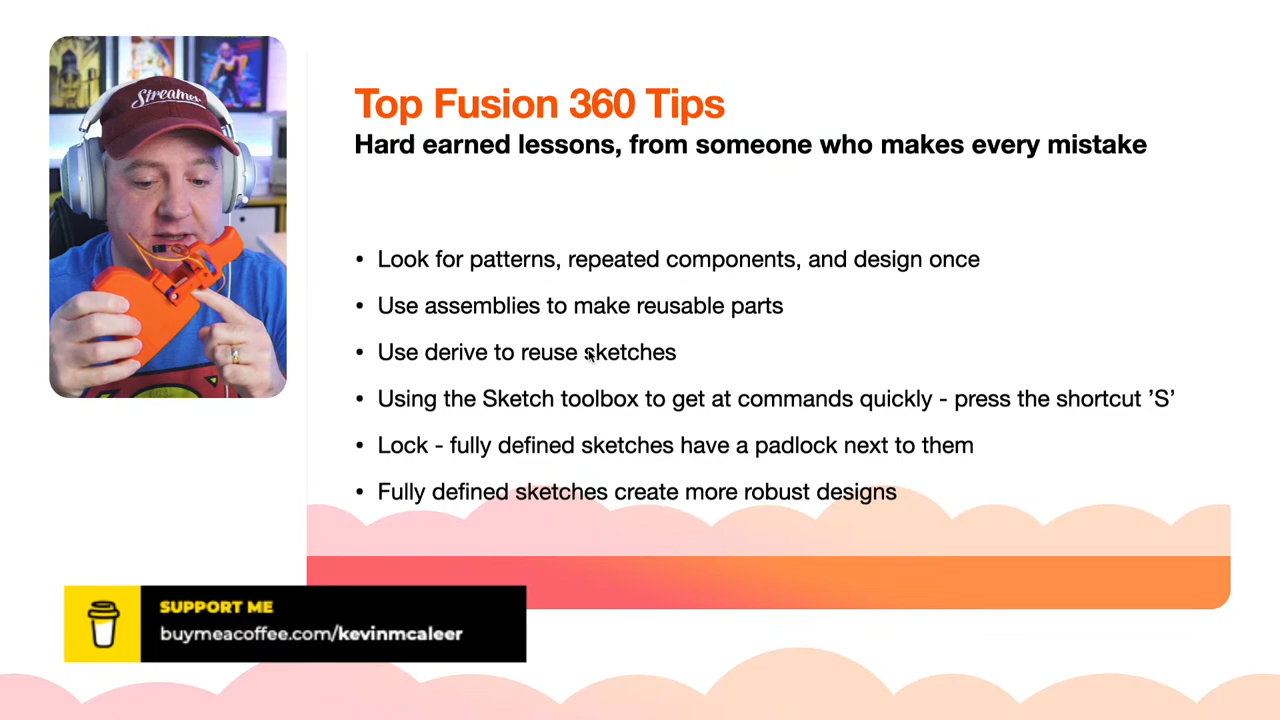 Streamer
Top Fusion 360 Tips
Hard earned lessons, from someone who makes every mistake
• Look for patterns, repeated components, and design once
• Use assemblies to make reusable parts
• Use derive to reuse sketches
• Using the Sketch toolbox to get at commands quickly - press the shortcut ’S’
• Lock - fully defined sketches have a padlock next to them
• Fully defined sketches create more robust designs
SUPPORT ME
buymeacoffee.com/kevinmcaleer